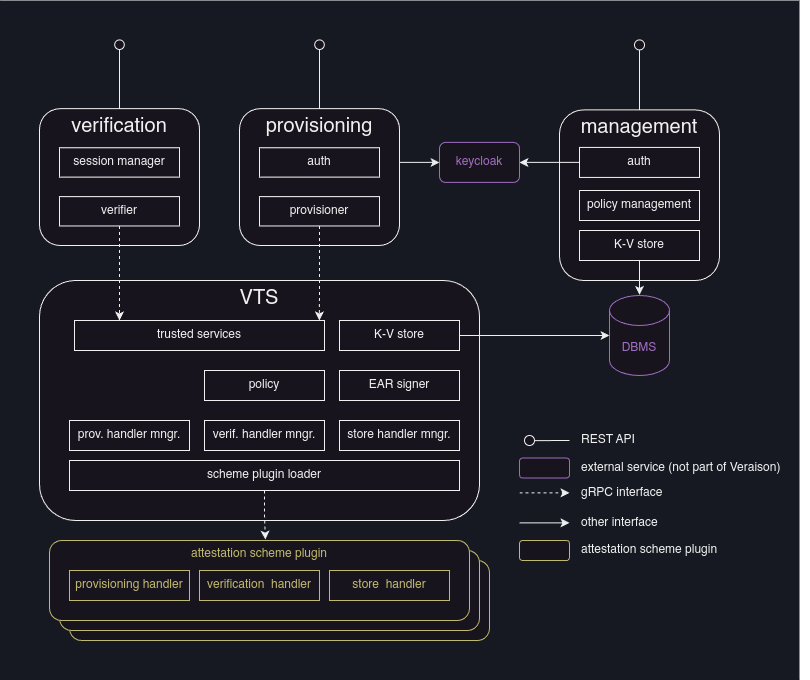 verification
session manager
verifier
provisioning
auth
provisioner
keycloak
management
auth
policy management
K-V store
VTS
trusted services
K-V store
DBMS
policy
EAR signer
prov. handler mngr.
verif. handler mngr.
store handler mngr.
scheme plugin loader
attestation scheme plugin
provisioning handler
verification  handler
store  handler
REST API
external service (not part of Veraison)
gRPC interface
other interface
attestation scheme plugin